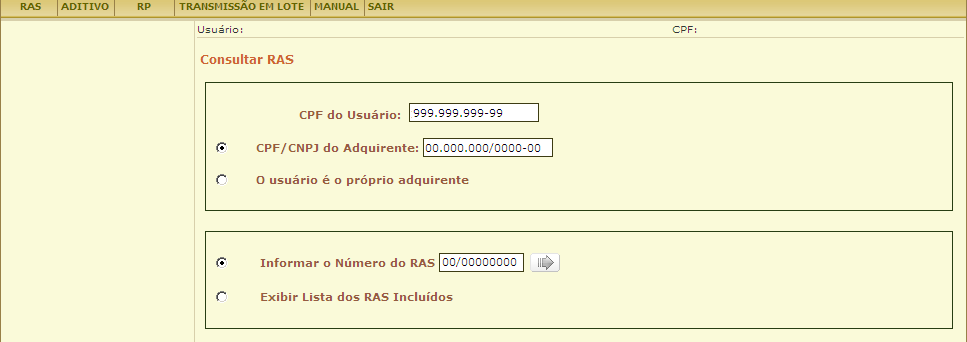 RAS ADITIVO RP TRANSMISSÃO EM LOTE MANUAL SAIR
Usuário: CPF:
Consultar RAS
CPF do Usuário: 999.999.999-99
CPF/CNPJ do Adquirente: 00.000.000/0000-00
O usuário é o próprio adquirente
Informar o Número do RAS 00/00000000
Exibir Lista dos RAS Incluídos